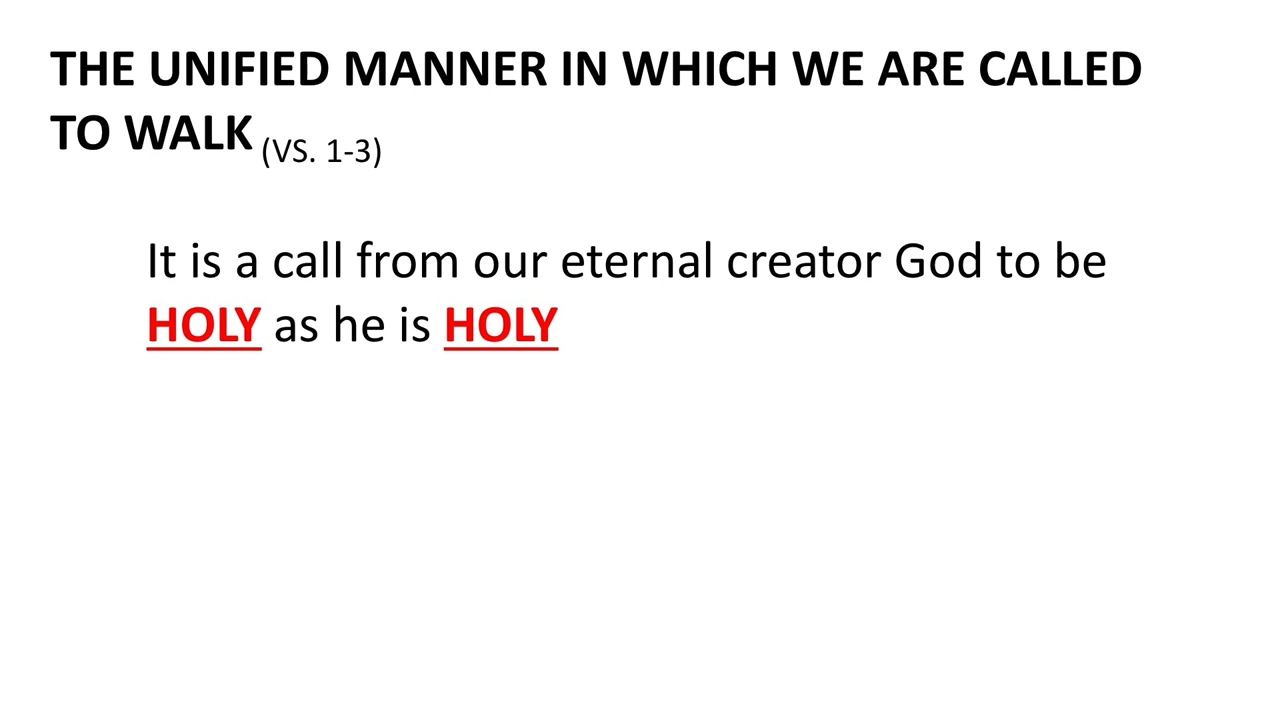 THE UNIFIED MANNER IN WHICH WE ARE CALLED
TO WALK (VS. 1-3)
It is a call from our eternal creator God to be
HOLY as he is HOLY